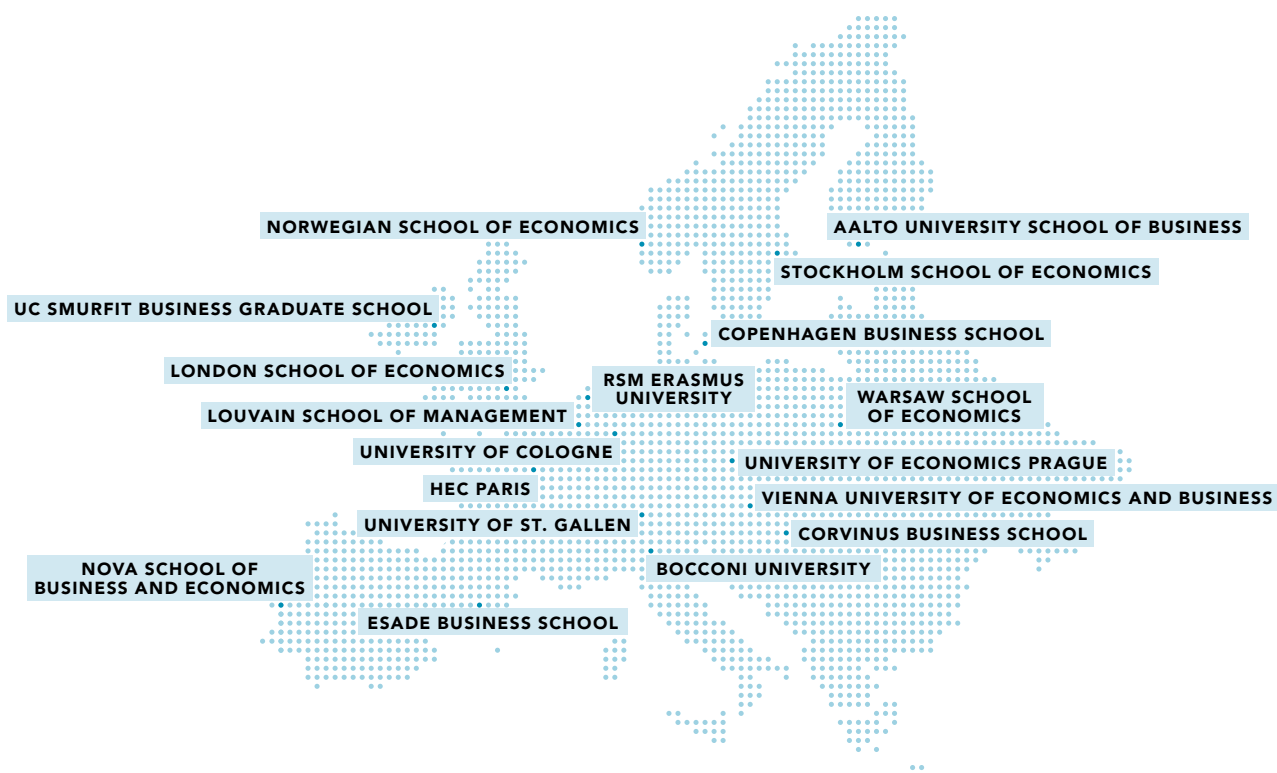 NORWEGIAN SCHOOL OF ECONOMICS
AALTO UNIVERSITY SCHOOL OF BUSINESS
STOCKHOLM SCHOOL OF ECONOMICS
UC SMURFIT BUSINESS GRADUATE SCHOOL
COPENHAGEN BUSINESS SCHOOL
LONDON SCHOOL OF ECONOMICS
RSM ERASMUS
UNIVERSITY
WARSAW SCHOOL
OF ECONOMICS
LOUVAIN SCHOOL OF MANAGEMENT
UNIVERSITY OF COLOGNE
UNIVERSITY OF ECONOMICS PRAGUE
HEC PARIS
VIENNA UNIVERSITY OF ECONOMICS AND BUSINESS
UNIVERSITY OF ST. GALLEN
CORVINUS BUSINESS SCHOOL
NOVA SCHOOL OF
BUSINESS AND ECONOMICS
BOCCONI UNIVERSITY
ESADE BUSINESS SCHOOL